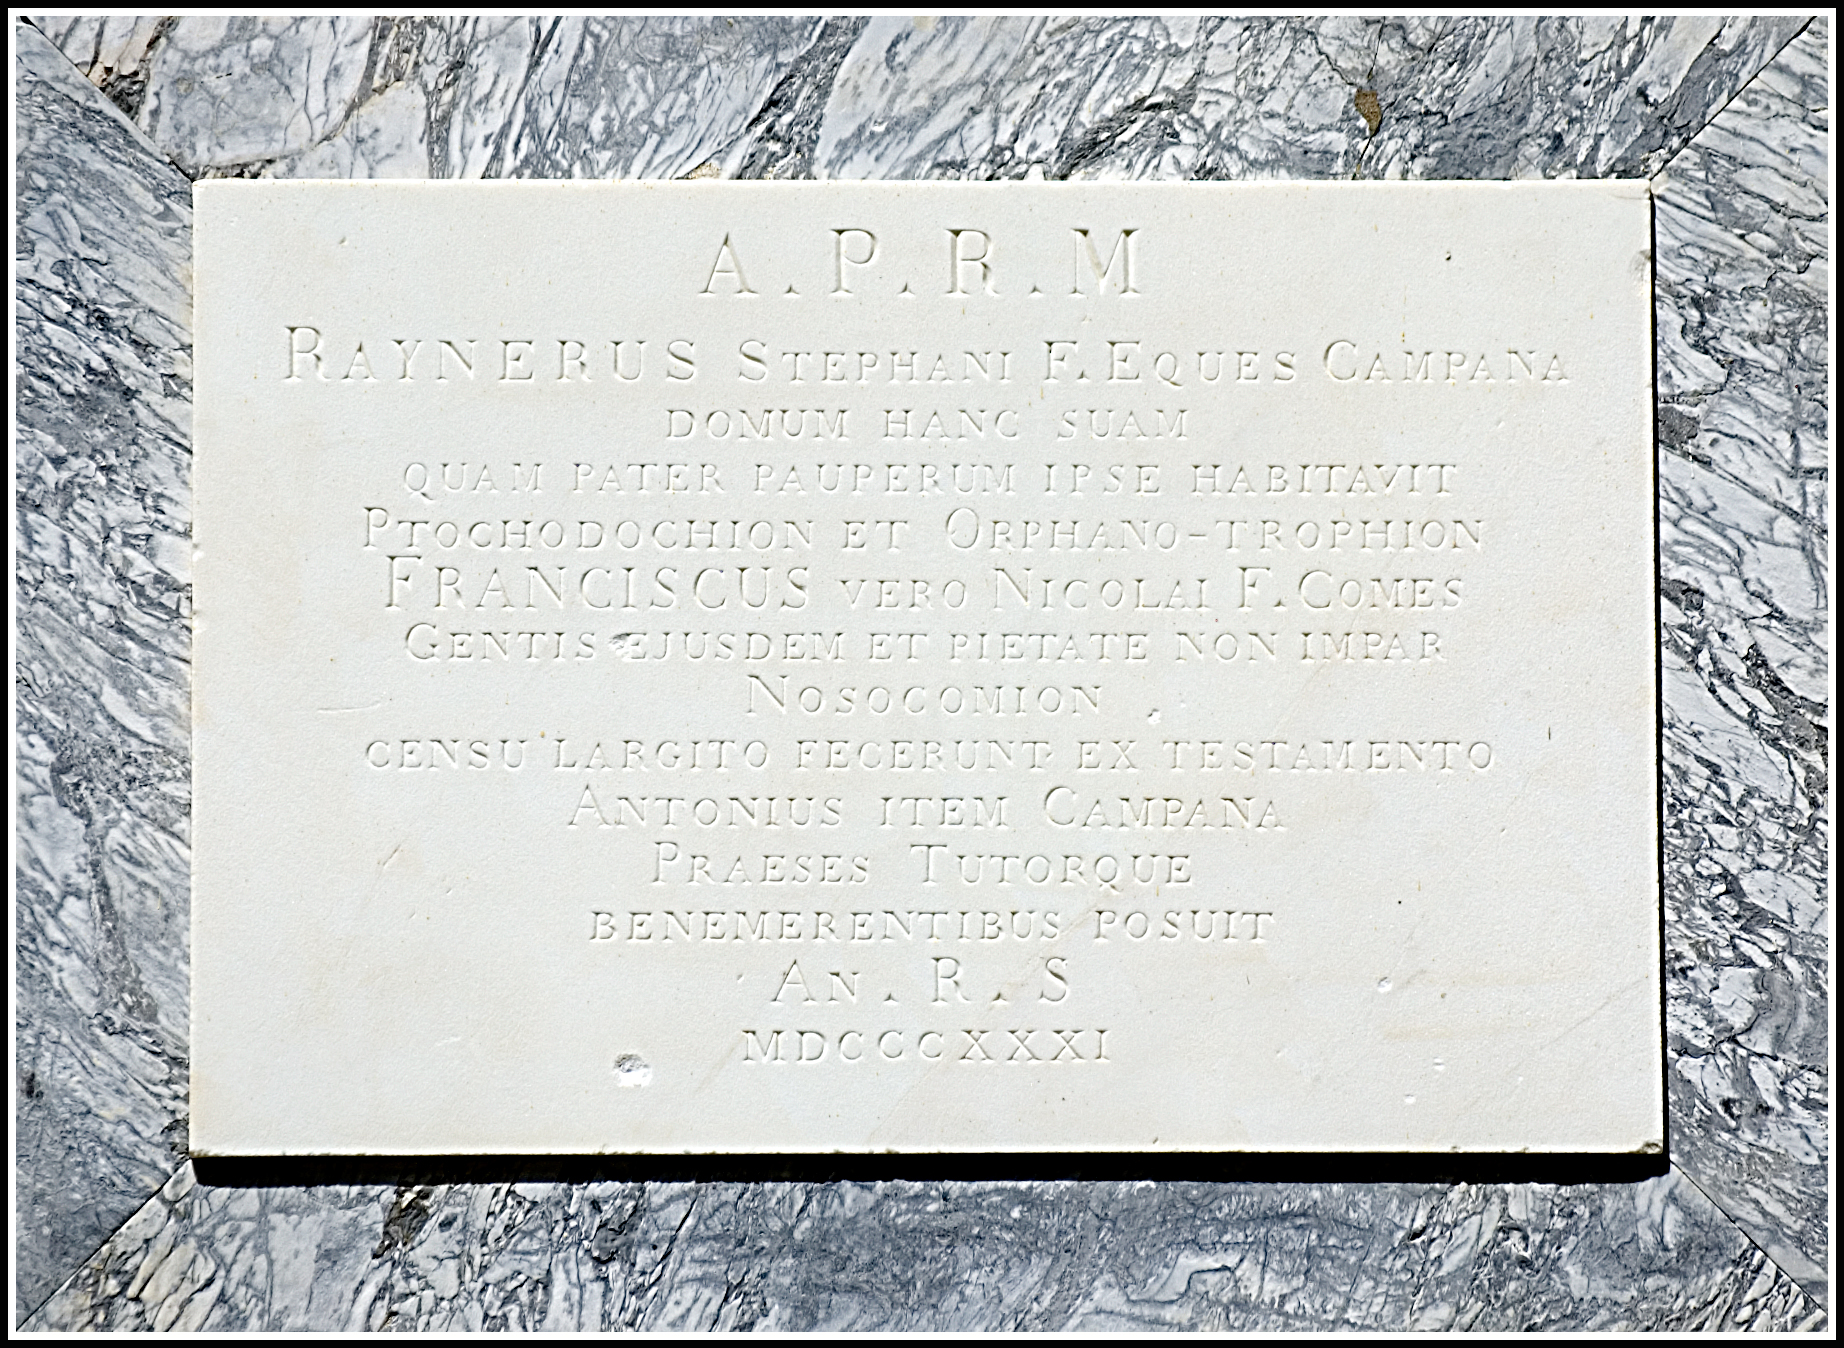 A.P.R.M
RAYNERUS STEPHANI F. EQUES CAMPANA
DOMUM HANC SUAM
QUAM PATER PAUPERUM IPSE HABITAVIT
PTOCHODOCHION ET ORPHANO-TROPHION
FRANCISCUS VERO NICOLAI F. COMES
GENTIS EJUSDEM ET PIETATE NON IMPAR
NOSOCOMION
CENSU LARGITO FECERUNT EX TESTAMENTO
ANTONIUS ITEM CAMPANA
PRAESES TUTORQUE
BENEMERENTIBUS POSUIT
AN. R. S
MDCCCXXXI